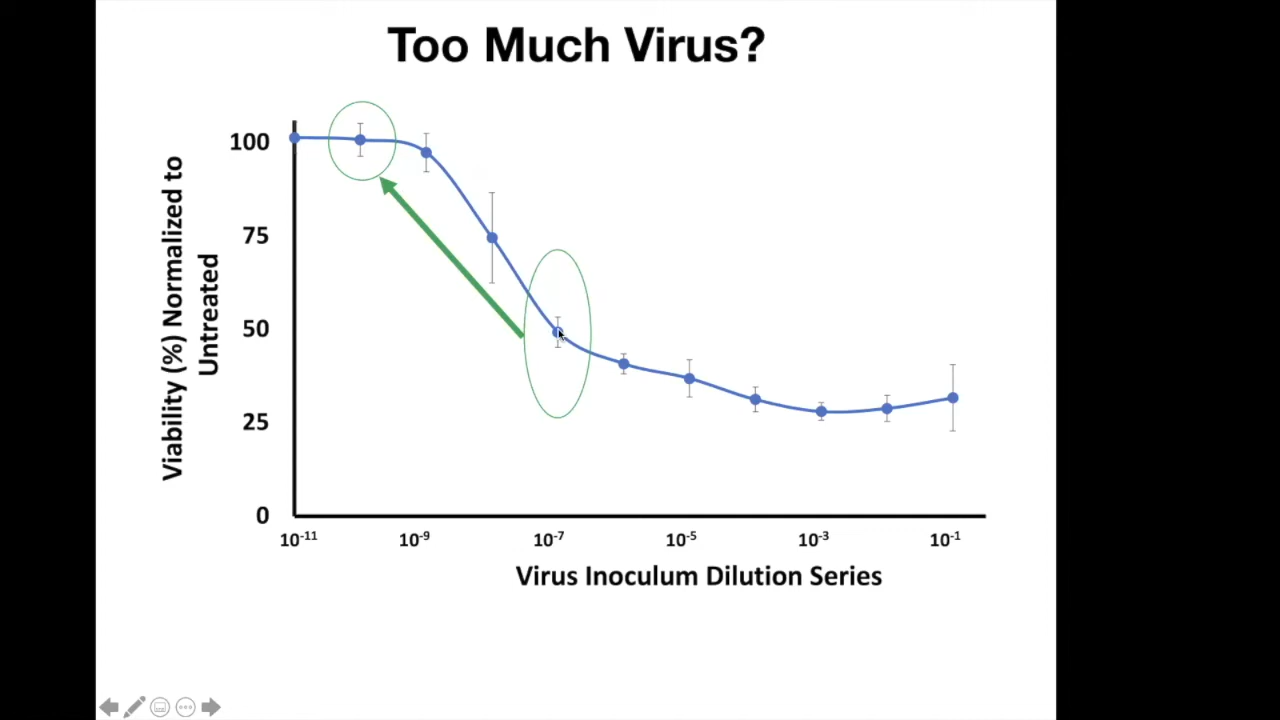 Too Much Virus?
100
75
50
25
0
Viability (%) Normalized to
Untreated
10-11
10-9
10-7
10-5
10-3
10-1
Virus Inoculum Dilution Series